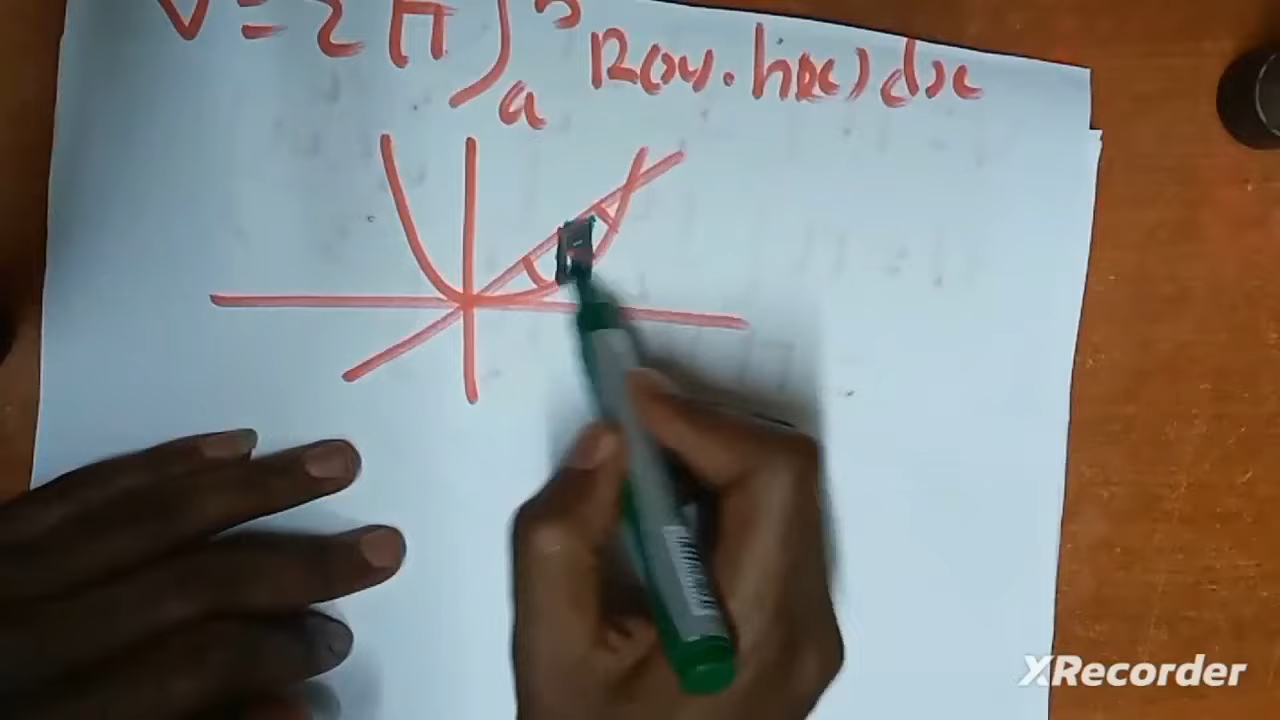 V = 2π∫ₐᵇ R(x). h(x) dx
XRecorder